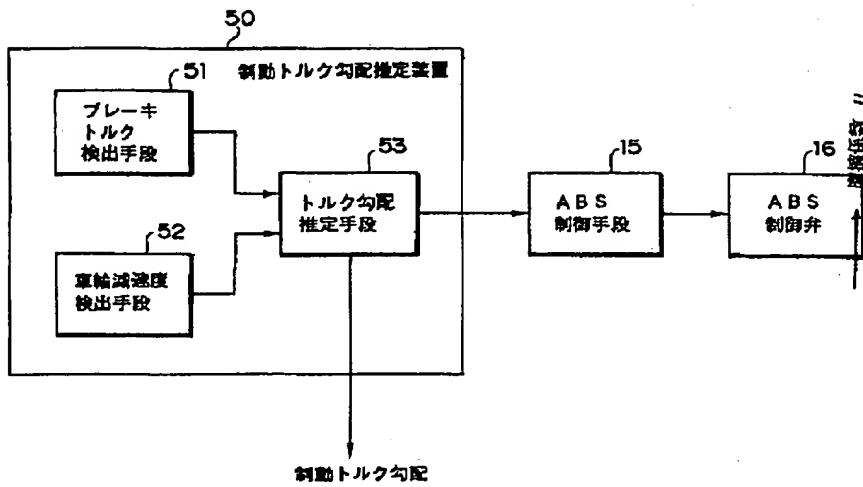 50
制動トルク勾配推定装置
51
ブレーキ
トルク
検出手段
52
車輪減速度
検出手段
53
トルク勾配
推定手段
15
ABS
制御手段
16
ABS
制御弁
制動トルク勾配